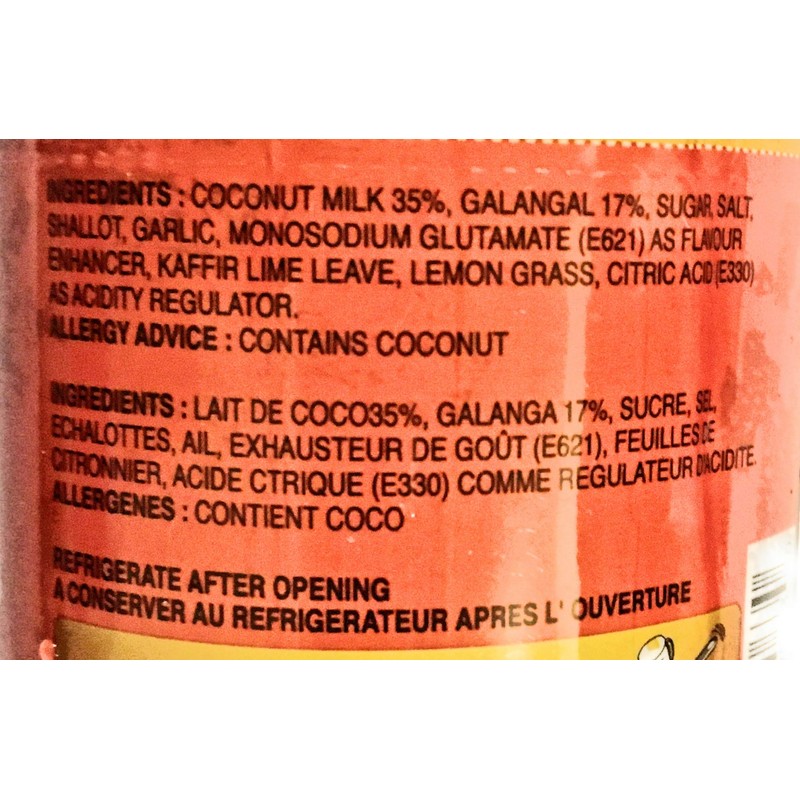 INGREDIENTS : COCONUT MILK 35%, GALANGAL 17%, SUGAR, SALT,
SHALLOT, GARLIC, MONOSODIUM GLUTAMATE (E621) AS FLAVOUR
ENHANCER, KAFFIR LIME LEAVE, LEMON GRASS, CITRIC ACID (E330)
AS ACIDITY REGULATOR.
ALLERGY ADVICE : CONTAINS COCONUT
INGREDIENTS : LAIT DE COCO35%, GALANGA 17%, SUCRE, SEL,
ECHALOTTES, AIL, EXHAUSTEUR DE GOÛT (E621), FEUILLES DE
CITRONNIER, ACIDE CTRIQUE (E330) COMME REGULATEUR D'ACIDITE.
ALLERGENES : CONTIENT COCO
REFRIGERATE AFTER OPENING
A CONSERVER AU REFRIGERATEUR APRES L' OUVERTURE